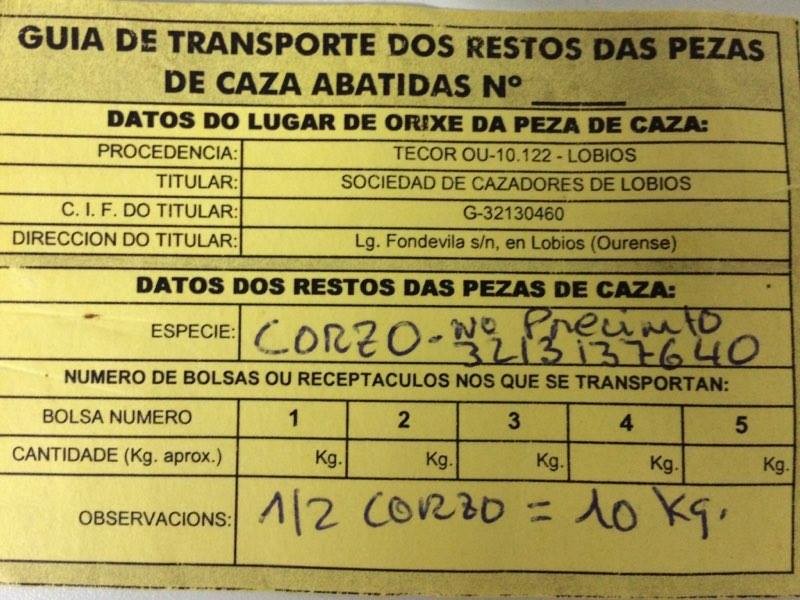 GUIA DE TRANSPORTE DOS RESTOS DAS PEZAS
DE CAZA ABATIDAS Nº ______
DATOS DO LUGAR DE ORIXE DA PEZA DE CAZA:
PROCEDENCIA: TECOR OU-10.122 - LOBIOS
TITULAR: SOCIEDAD DE CAZADORES DE LOBIOS
C. I. F. DO TITULAR: G-32130460
DIRECCION DO TITULAR: Lg. Fondevila s/n, en Lobios (Ourense)
DATOS DOS RESTOS DAS PEZAS DE CAZA:
ESPECIE: CORZO - Nº Precinto
3213137640
NUMERO DE BOLSAS OU RECEPTACULOS NOS QUE SE TRANSPORTAN:
BOLSA NUMERO 1 2 3 4 5
CANTIDADE (Kg. aprox.) Kg. Kg. Kg. Kg. Kg.
OBSERVACIONS: 1/2 CORZO = 10 Kg.